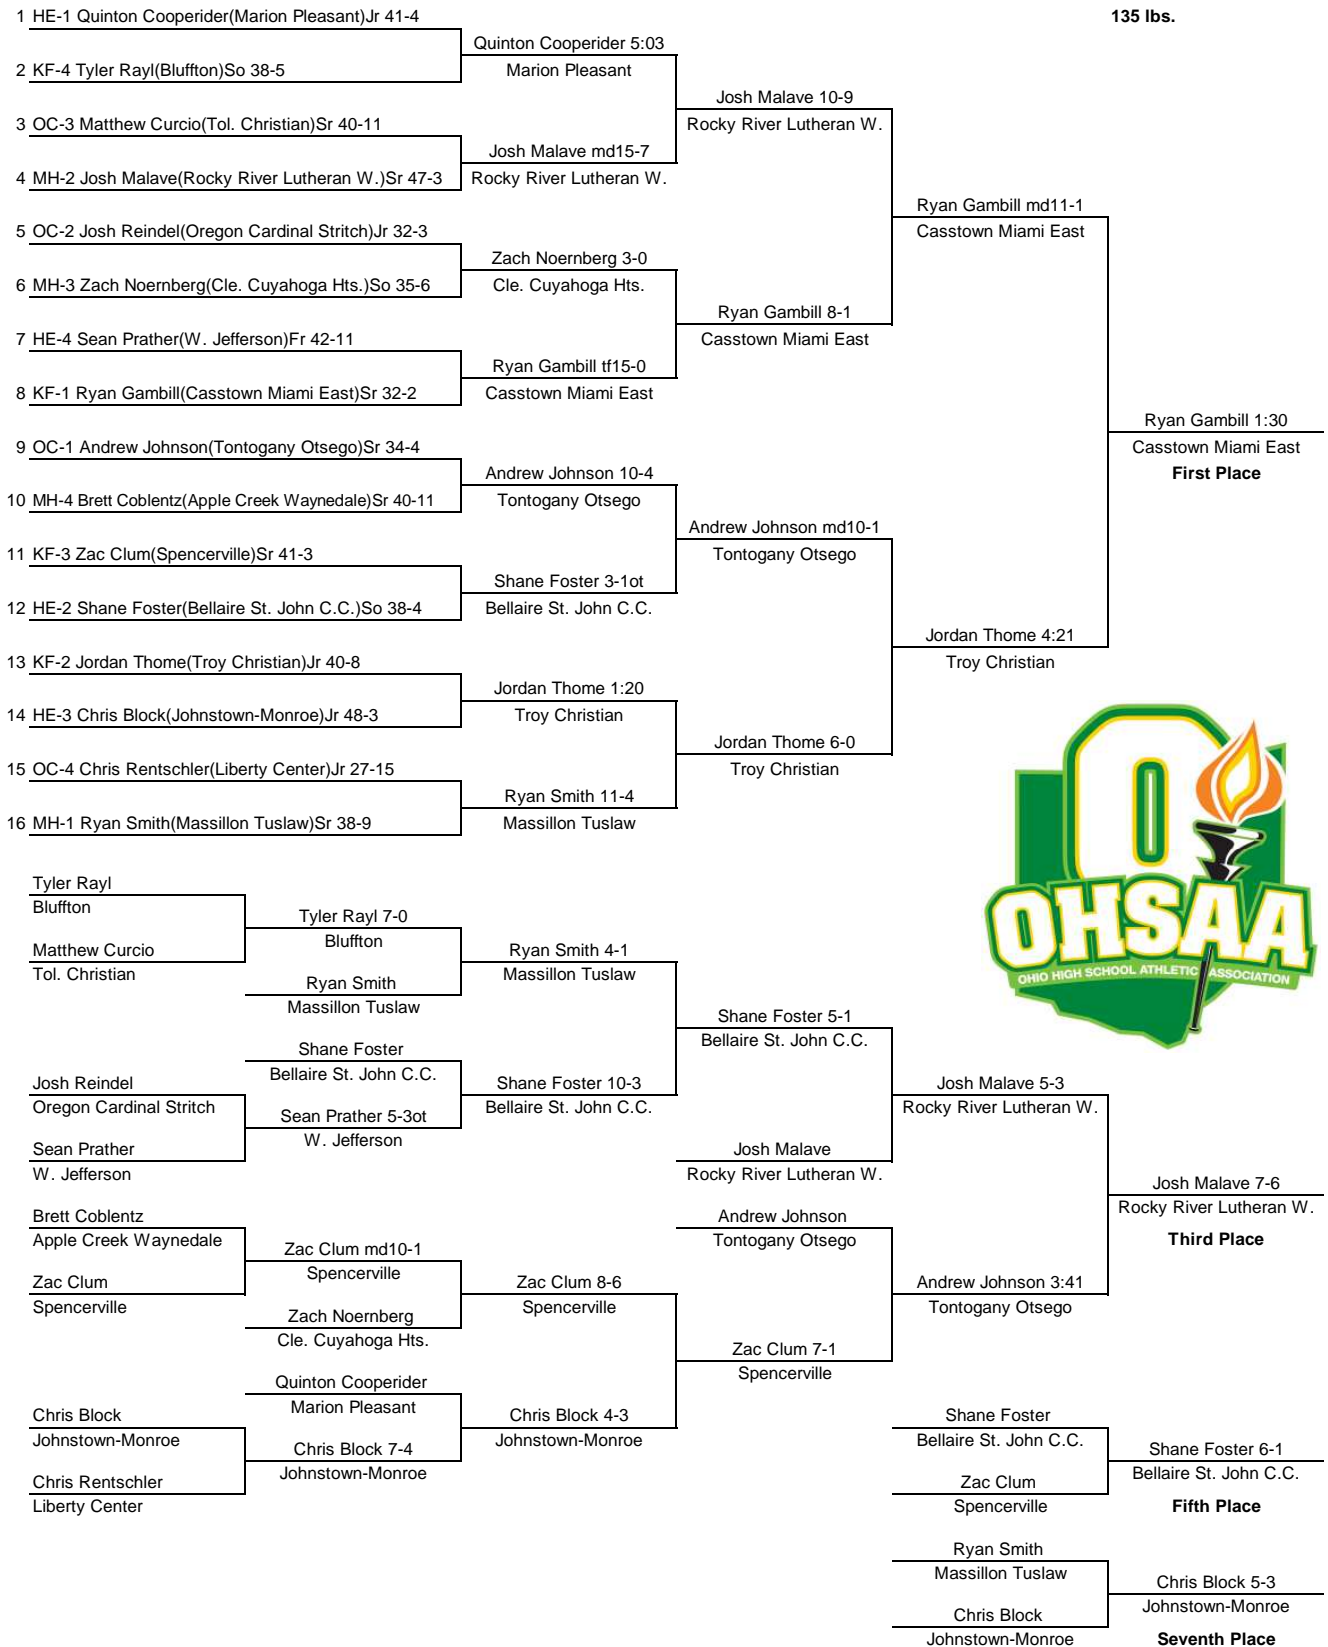 1 HE-1 Quinton Cooperider(Marion Pleasant)Jr 41-4
135 lbs.
Quinton Cooperider 5:03
2 KF-4 Tyler Rayl(Bluffton)So 38-5
Marion Pleasant
Josh Malave 10-9
3 OC-3 Matthew Curcio(Tol. Christian)Sr 40-11
Rocky River Lutheran W.
Josh Malave md15-7
4 MH-2 Josh Malave(Rocky River Lutheran W.)Sr 47-3
Rocky River Lutheran W.
Ryan Gambill md11-1
5 OC-2 Josh Reindel(Oregon Cardinal Stritch)Jr 32-3
Casstown Miami East
Zach Noernberg 3-0
6 MH-3 Zach Noernberg(Cle. Cuyahoga Hts.)So 35-6
Cle. Cuyahoga Hts.
Ryan Gambill 8-1
7 HE-4 Sean Prather(W. Jefferson)Fr 42-11
Casstown Miami East
Ryan Gambill tf15-0
8 KF-1 Ryan Gambill(Casstown Miami East)Sr 32-2
Casstown Miami East
Ryan Gambill 1:30
9 OC-1 Andrew Johnson(Tontogany Otsego)Sr 34-4
Casstown Miami East
First Place
Andrew Johnson 10-4
10 MH-4 Brett Coblentz(Apple Creek Waynedale)Sr 40-11
Tontogany Otsego
Andrew Johnson md10-1
11 KF-3 Zac Clum(Spencerville)Sr 41-3
Tontogany Otsego
Shane Foster 3-1ot
12 HE-2 Shane Foster(Bellaire St. John C.C.)So 38-4
Bellaire St. John C.C.
Jordan Thome 4:21
13 KF-2 Jordan Thome(Troy Christian)Jr 40-8
Troy Christian
Jordan Thome 1:20
14 HE-3 Chris Block(Johnstown-Monroe)Jr 48-3
Troy Christian
Jordan Thome 6-0
15 OC-4 Chris Rentschler(Liberty Center)Jr 27-15
Troy Christian
Ryan Smith 11-4
16 MH-1 Ryan Smith(Massillon Tuslaw)Sr 38-9
Massillon Tuslaw
O
OHSAA
OHIO HIGH SCHOOL ATHLETIC ASSOCIATION
Tyler Rayl
Bluffton
Tyler Rayl 7-0
Bluffton
Matthew Curcio
Tol. Christian
Ryan Smith 4-1
Massillon Tuslaw
Ryan Smith
Massillon Tuslaw
Shane Foster 5-1
Bellaire St. John C.C.
Shane Foster
Bellaire St. John C.C.
Josh Reindel
Oregon Cardinal Stritch
Shane Foster 10-3
Bellaire St. John C.C.
Josh Malave 5-3
Rocky River Lutheran W.
Sean Prather 5-3ot
W. Jefferson
Sean Prather
W. Jefferson
Josh Malave
Rocky River Lutheran W.
Josh Malave 7-6
Rocky River Lutheran W.
Third Place
Brett Coblentz
Apple Creek Waynedale
Andrew Johnson
Tontogany Otsego
Zac Clum md10-1
Spencerville
Zac Clum
Spencerville
Zac Clum 8-6
Spencerville
Andrew Johnson 3:41
Tontogany Otsego
Zach Noernberg
Cle. Cuyahoga Hts.
Zac Clum 7-1
Spencerville
Quinton Cooperider
Marion Pleasant
Chris Block
Johnstown-Monroe
Chris Block 4-3
Johnstown-Monroe
Shane Foster
Bellaire St. John C.C.
Chris Block 7-4
Johnstown-Monroe
Shane Foster 6-1
Bellaire St. John C.C.
Fifth Place
Chris Rentschler
Liberty Center
Zac Clum
Spencerville
Ryan Smith
Massillon Tuslaw
Chris Block 5-3
Johnstown-Monroe
Seventh Place
Chris Block
Johnstown-Monroe